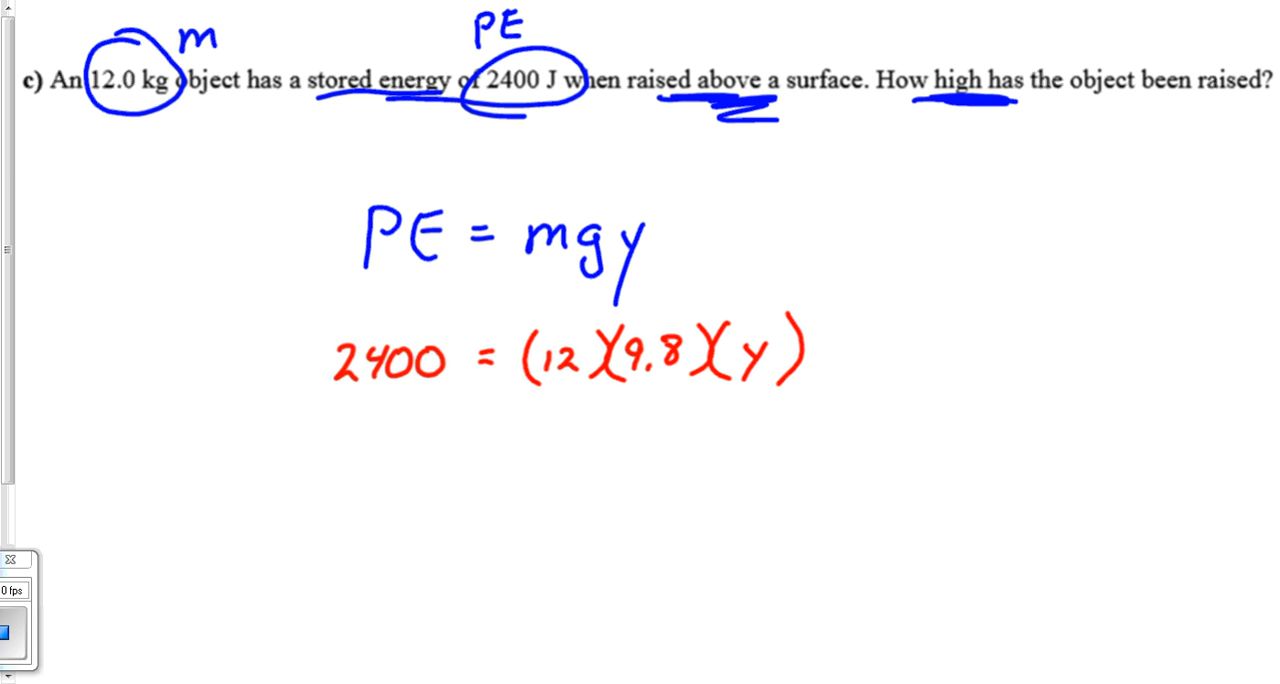 m PE
c) An 12.0 kg object has a stored energy of 2400 J when raised above a surface. How high has the object been raised?
PE = mgy
2400 = (12)(9.8)(y)
0 fps